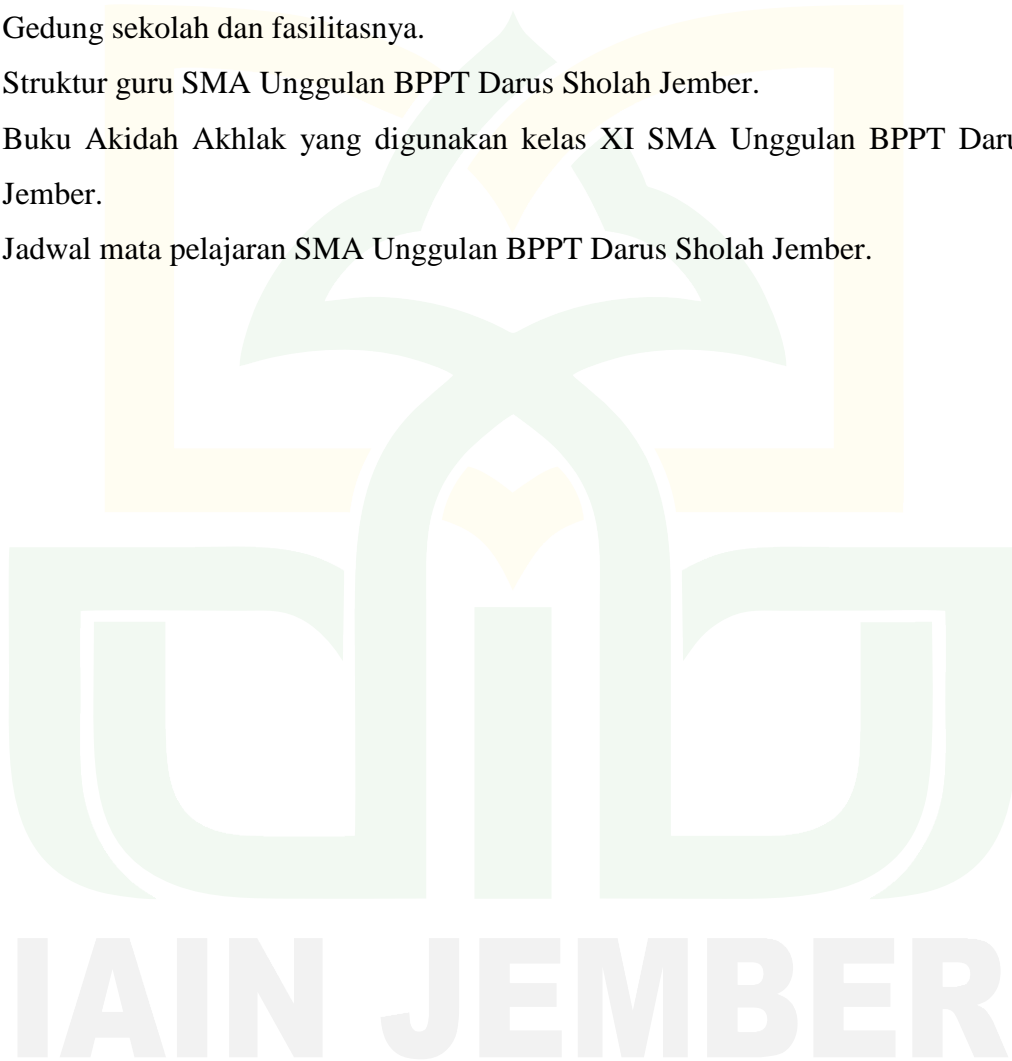 Gedung sekolah dan fasilitasnya.
Struktur guru SMA Unggulan BPPT Darus Sholah Jember.
Buku Akidah Akhlak yang digunakan kelas XI SMA Unggulan BPPT Daru
Jember.
Jadwal mata pelajaran SMA Unggulan BPPT Darus Sholah Jember.
IAIN JEMBER